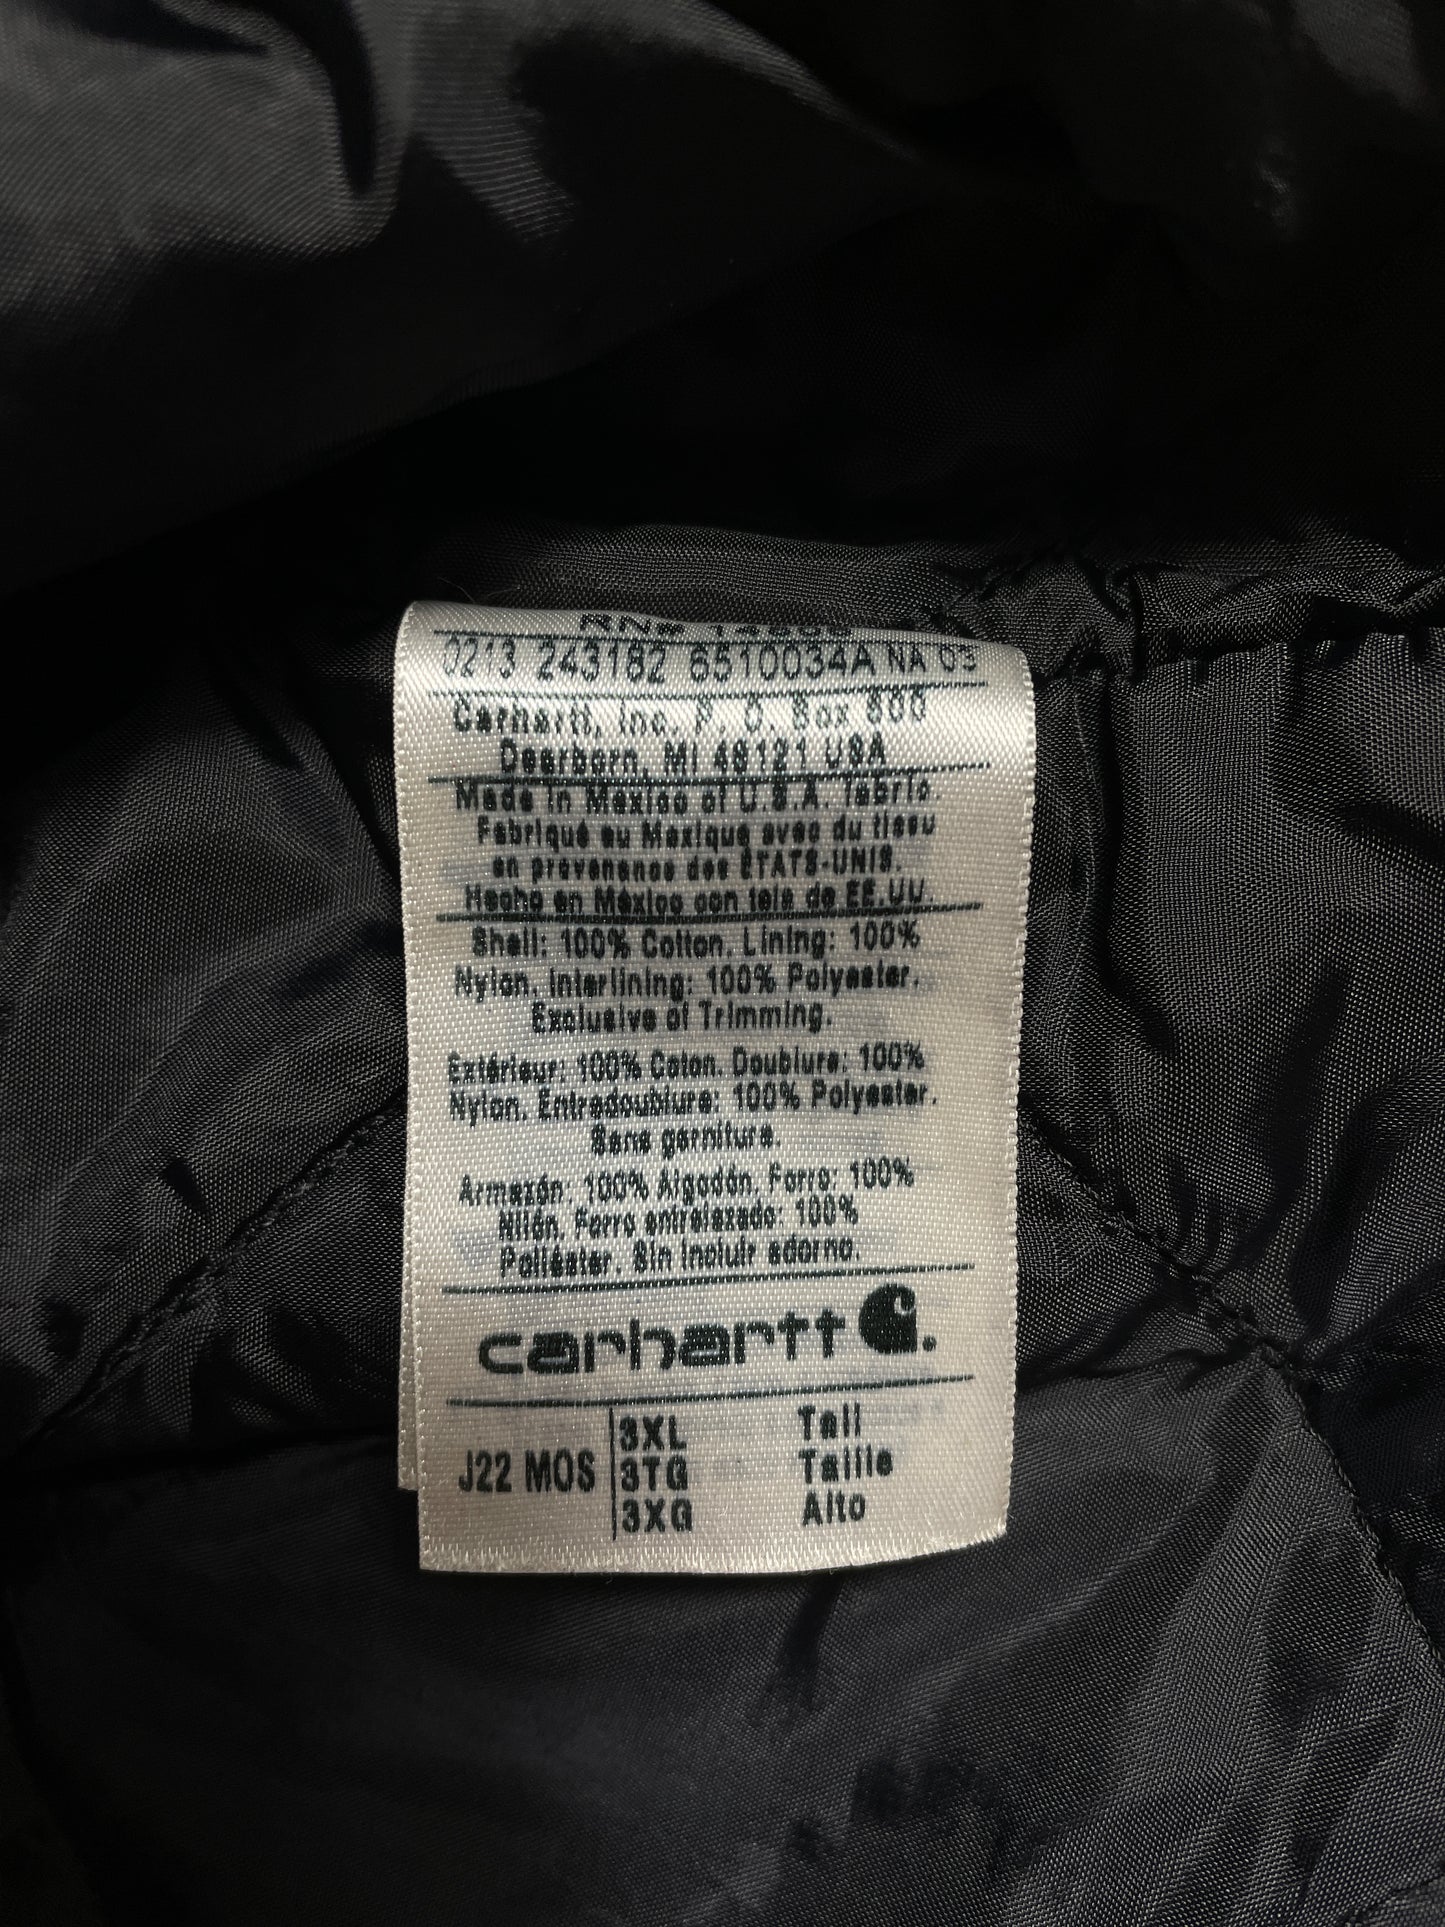 RN# 14806
0213 243182 6510034A NA 03
Carhartt, Inc. P. O. Box 600
Dearborn, MI 48121 USA
Made in Mexico of U.S.A. fabric.
Fabriqué au Mexique avec du tissu
en provenance des ÉTATS-UNIS.
Hecho en Mexico con tela de EE.UU.
Shell: 100% Cotton. Lining: 100%
Nylon. Interlining: 100% Polyester.
Exclusive of Trimming.
Extérieur: 100% Coton. Doublure: 100%
Nylon. Entredoublure: 100% Polyester.
Sans garniture.
Armazón: 100% Algodón. Forro: 100%
Nilón. Forro entrelazado: 100%
Poliéster. Sin incluir adorno.
carhartt.
J22 MOS
3XL Tall
3TG Taille
3XG Alto